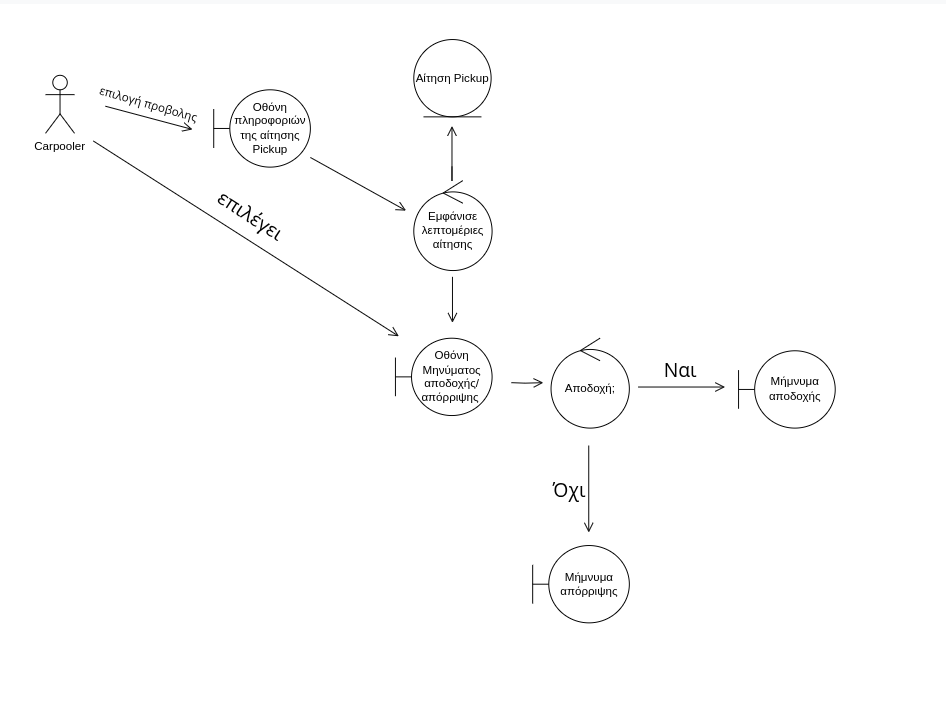 Αίτηση Pickup
επιλογή προβολης
Οθόνη
πληροφοριών
της αίτησης
Pickup
Carpooler
επιλέγει
Εμφάνισε
λεπτομέριες
αίτησης
Οθόνη
Μηνύματος
αποδοχής/
απόρριψης
Αποδοχή;
Ναι
Μήμνυμα
αποδοχής
Όχι
Μήμνυμα
απόρριψης